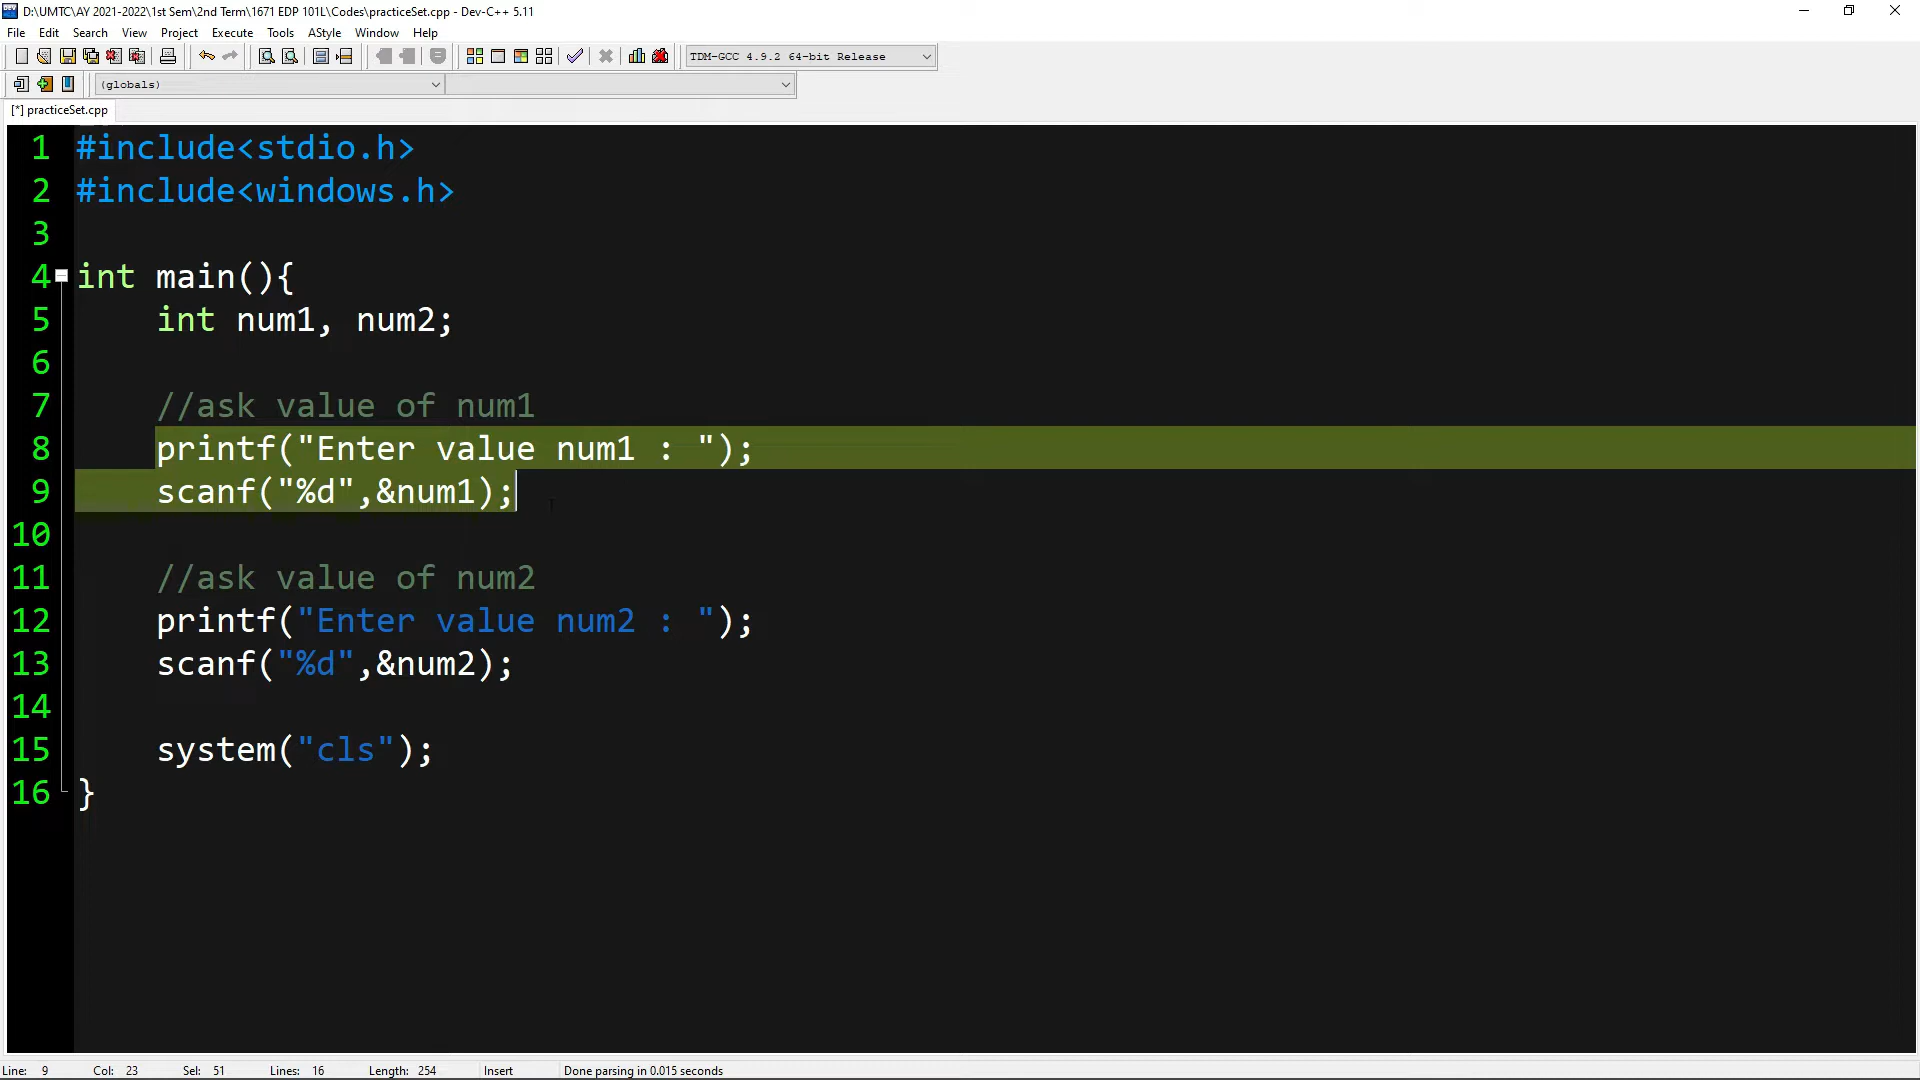 D:\UMTC\AY 2021-2022\1st Sem\2nd Term\1671 EDP 101L\Codes\practiceSet.cpp - Dev-C++ 5.11
File Edit Search View Project Execute Tools AStyle Window Help
TDM-GCC 4.9.2 64-bit Release
(globals)
[*] practiceSet.cpp
1 #include<stdio.h>
2 #include<windows.h>
3
4 int main(){
5 int num1, num2;
6
7 //ask value of num1
8 printf("Enter value num1 : ");
9 scanf("%d",&num1);
10
11 //ask value of num2
12 printf("Enter value num2 : ");
13 scanf("%d",&num2);
14
15 system("cls");
16 }
Line: 9 Col: 23 Sel: 51 Lines: 16 Length: 254 Insert Done parsing in 0.015 seconds